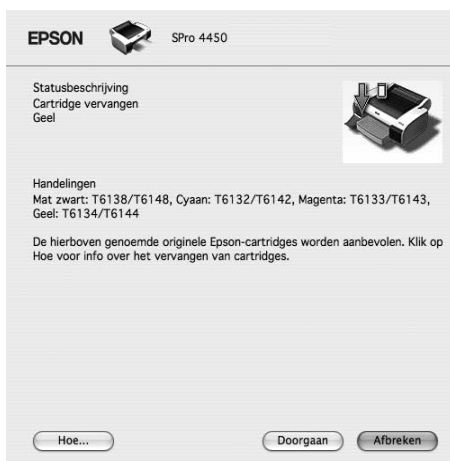 EPSON SPro 4450
Statusbeschrijving
Cartridge vervangen
Geel
Handelingen
Mat zwart: T6138/T6148, Cyaan: T6132/T6142, Magenta: T6133/T6143,
Geel: T6134/T6144
De hierboven genoemde originele Epson-cartridges worden aanbevolen. Klik op
Hoe voor info over het vervangen van cartridges.
Hoe... Doorgaan Afbreken